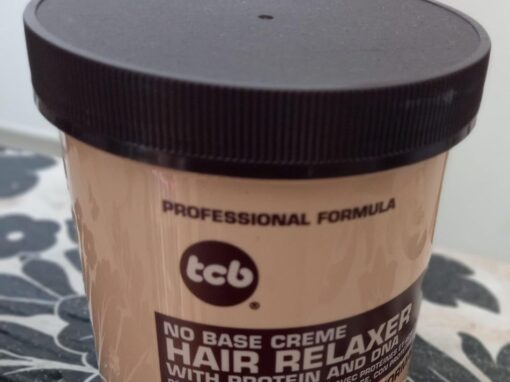 PROFESSIONAL FORMULA
tcb®
NO BASE CREME
HAIR RELAXER
WITH PROTEIN AND DNA